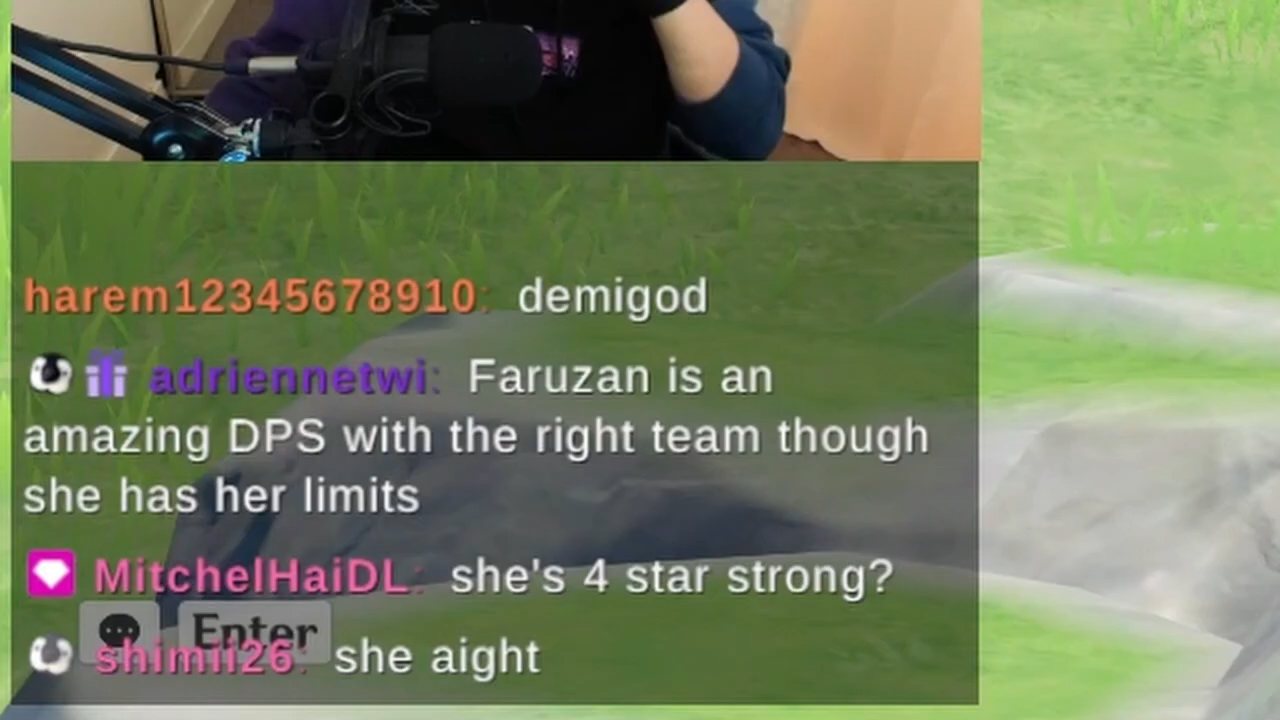 harem12345678910: demigod
adriennetwi: Faruzan is an
amazing DPS with the right team though
she has her limits
MitchelHaiDL: she's 4 star strong?
Enter
shimii26: she aight